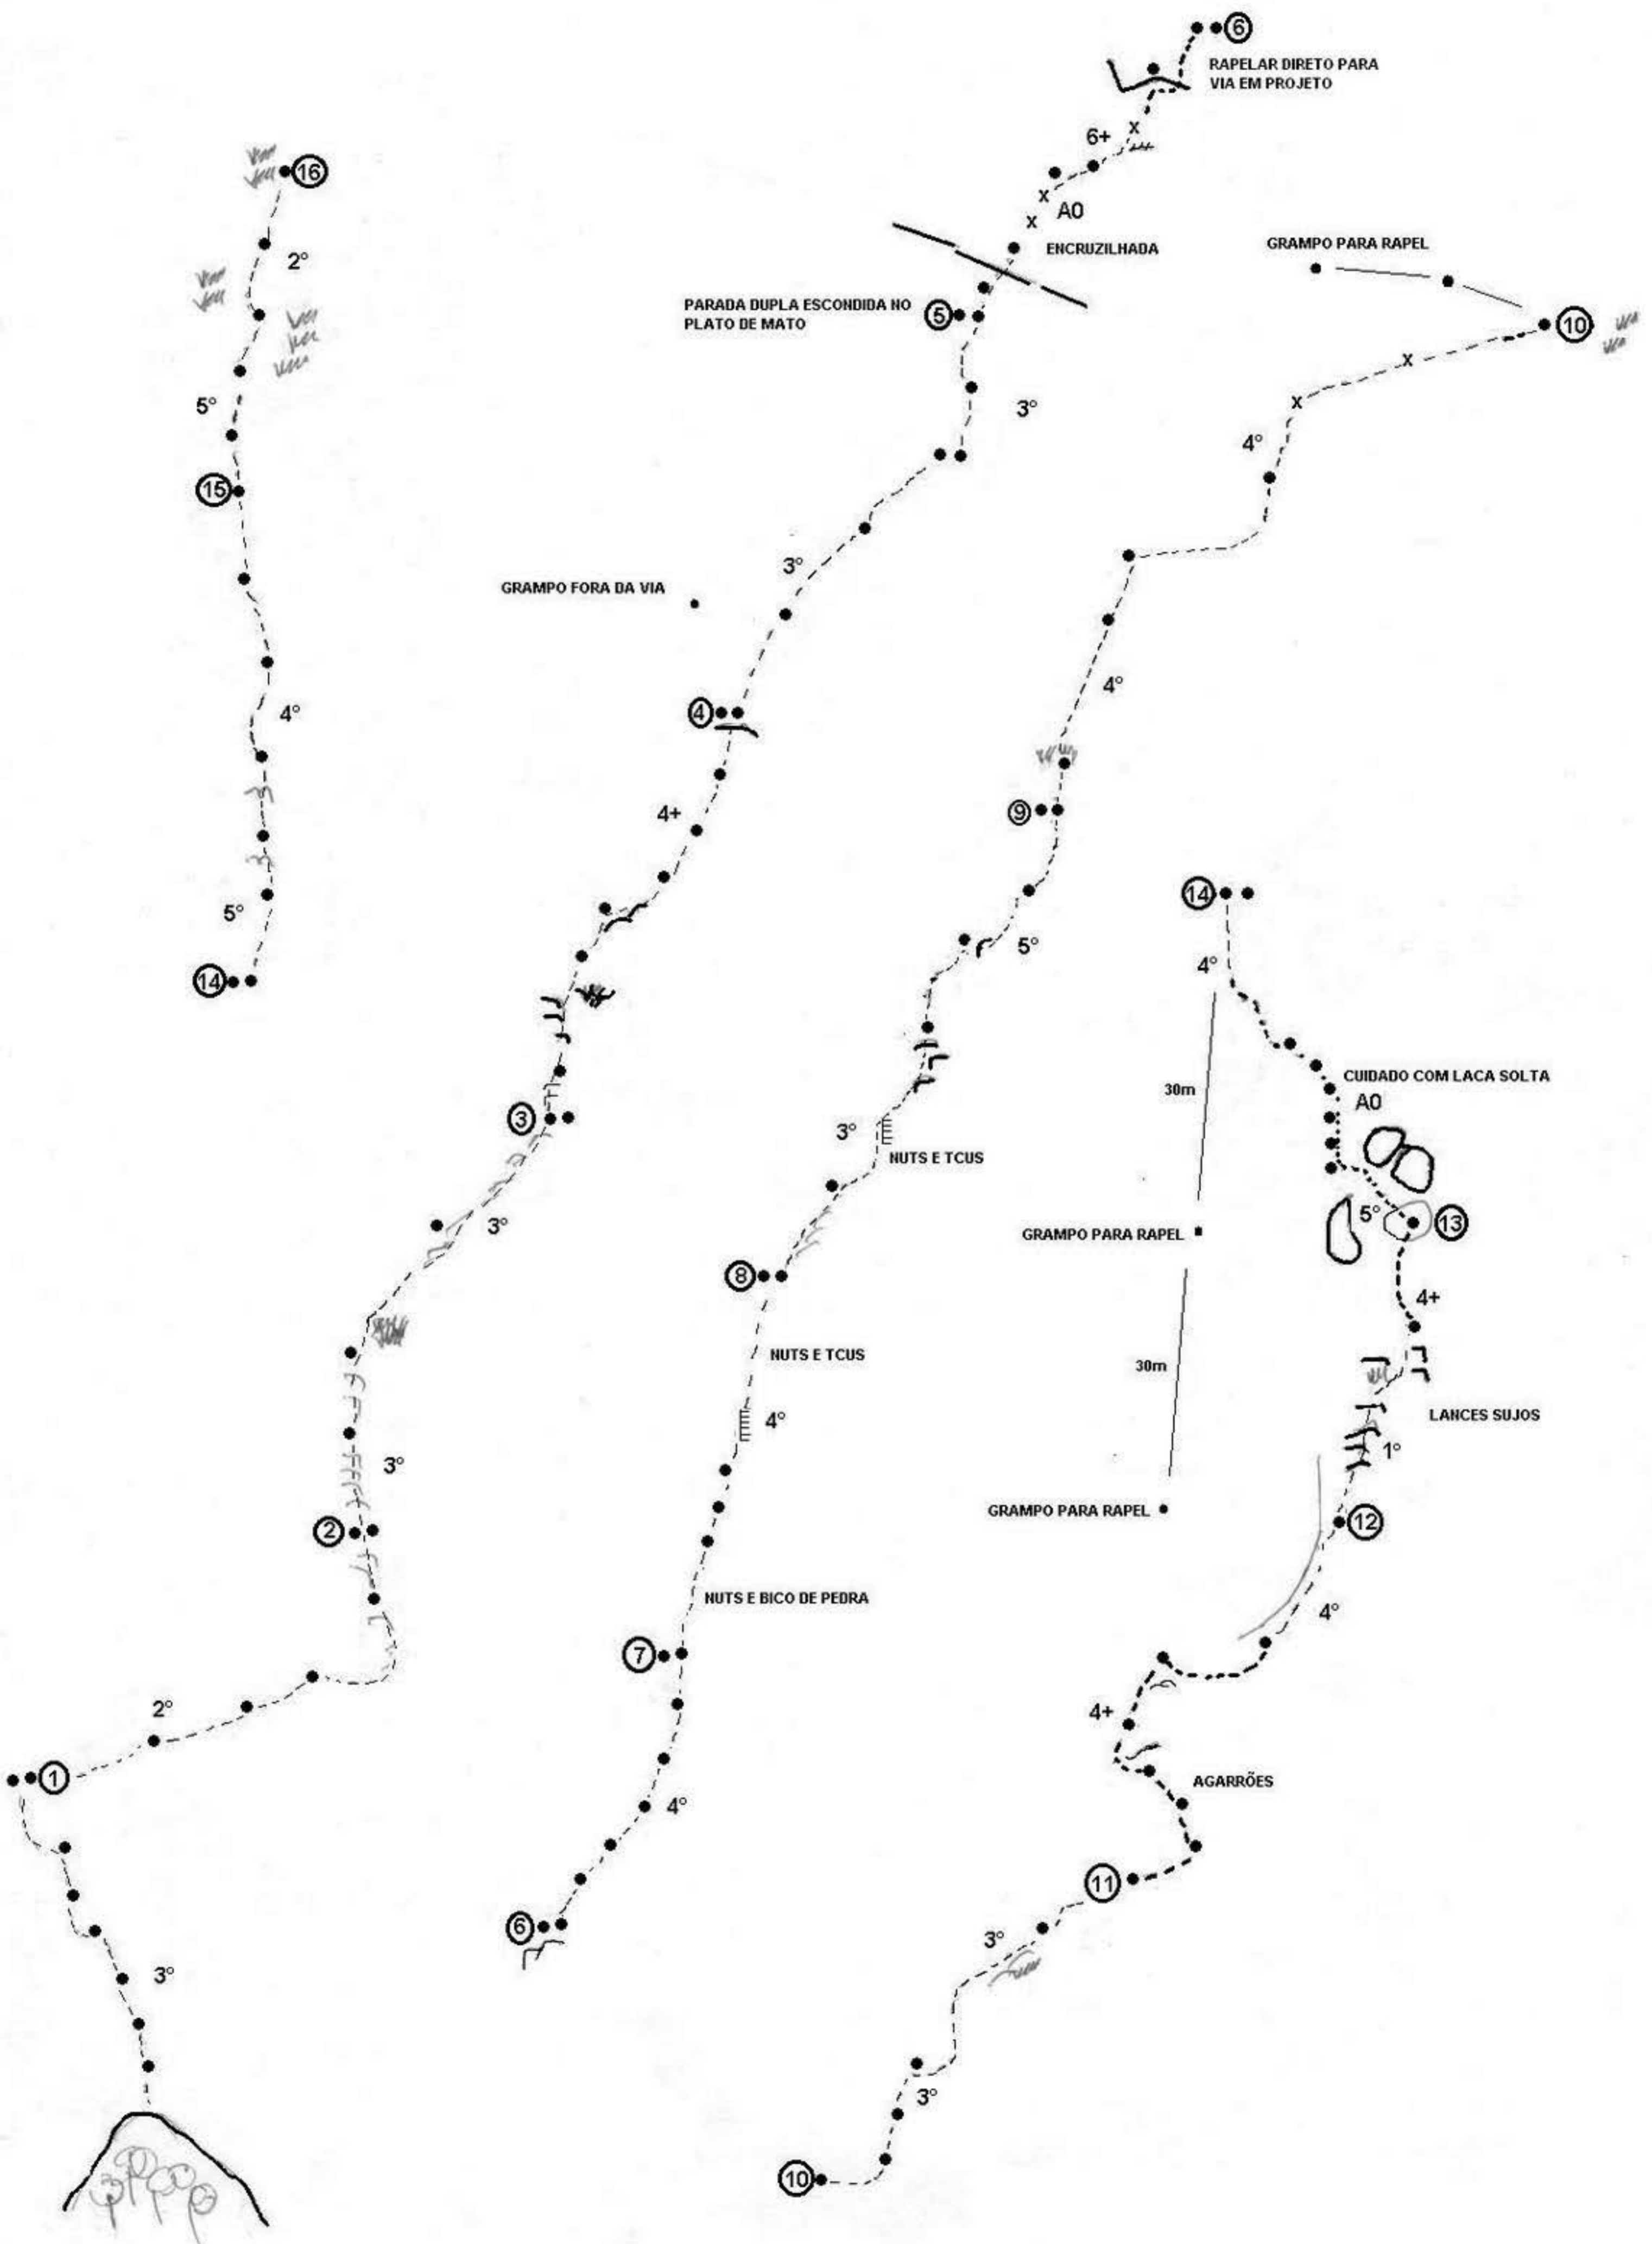 6
RAPELAR DIRETO PARA
VIA EM PROJETO
6+
A0
ENCRUZILHADA
PARADA DUPLA ESCONDIDA NO
PLATO DE MATO
5
3°
3°
GRAMPO FORA DA VIA
4
4+
3
3°
3°
2
2°
1
3°
16
2°
5°
15
4°
5°
14
GRAMPO PARA RAPEL
10
4°
4°
9
5°
3°
NUTS E TCUS
8
NUTS E TCUS
4°
NUTS E BICO DE PEDRA
7
4°
6
14
4°
30m
CUIDADO COM LACA SOLTA
A0
5°
13
GRAMPO PARA RAPEL
4+
30m
LANCES SUJOS
1°
GRAMPO PARA RAPEL
12
4°
4+
AGARRÕES
11
3°
3°
10